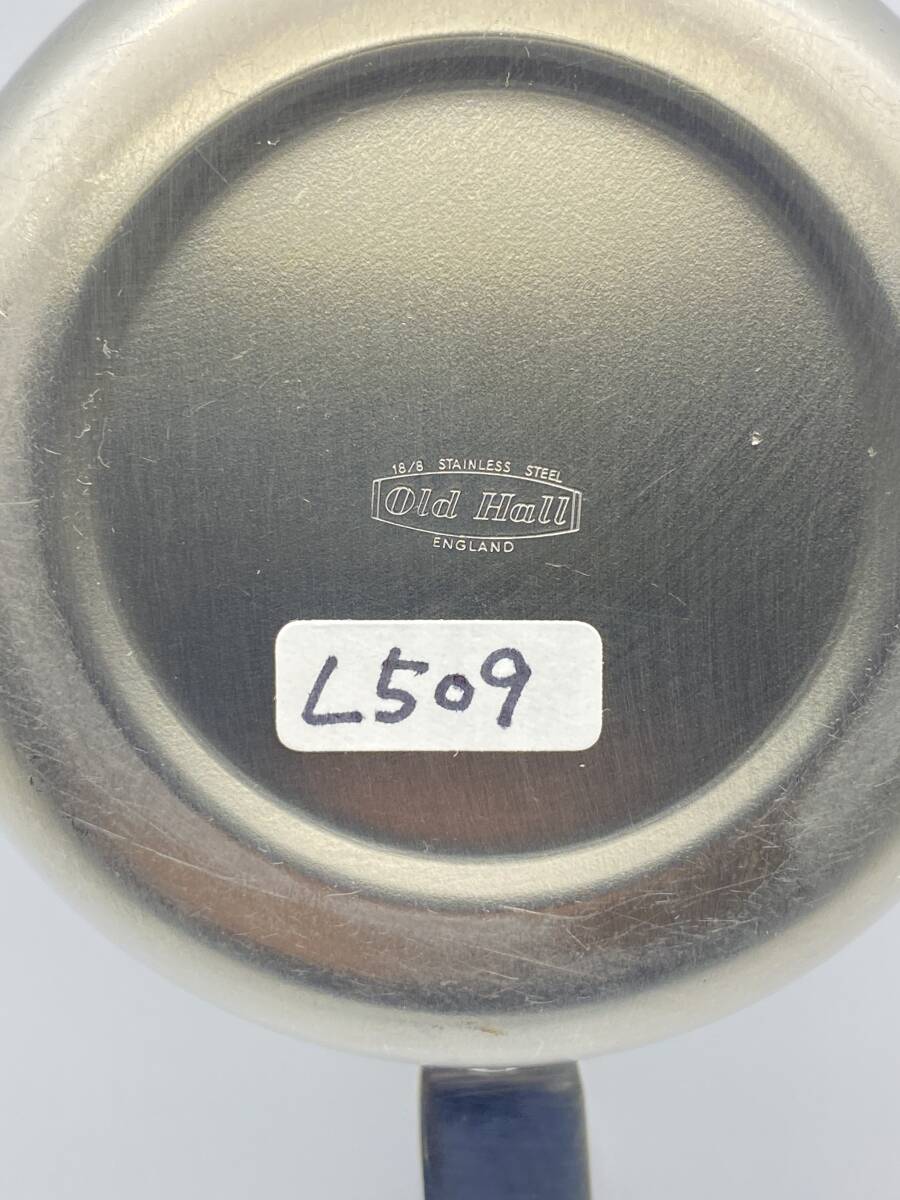 18/8 STAINLESS STEEL
Old Hall
ENGLAND
L509